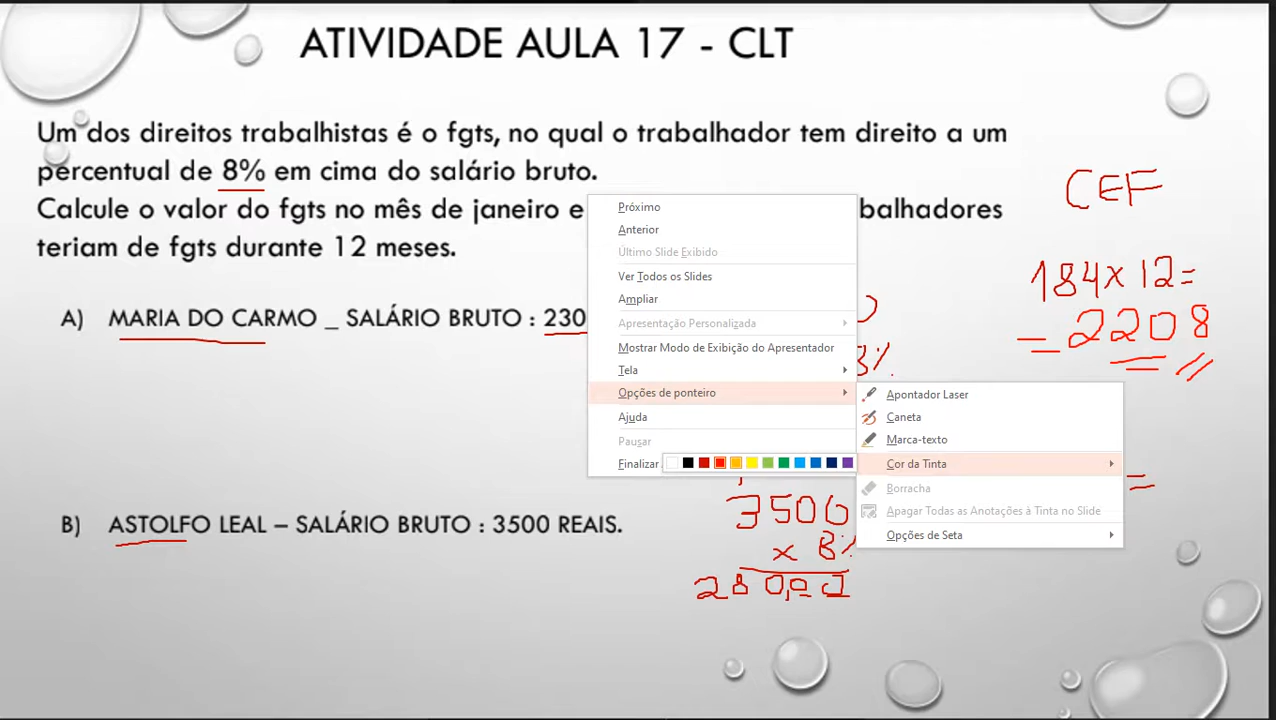 ATIVIDADE AULA 17 - CLT
Um dos direitos trabalhistas é o fgts, no qual o trabalhador tem direito a um
percentual de 8% em cima do salário bruto.
Calcule o valor do fgts no mês de janeiro e
balhadores
teriam de fgts durante 12 meses.
CEF
184 x 12 =
= 2208
A) MARIA DO CARMO _ SALÁRIO BRUTO : 230
8%
Próximo
Anterior
Último Slide Exibido
Ver Todos os Slides
Ampliar
Apresentação Personalizada
Mostrar Modo de Exibição do Apresentador
Tela
Opções de ponteiro
Ajuda
Pausar
Finalizar
Apontador Laser
Caneta
Marca-texto
Cor da Tinta
Borracha
Apagar Todas as Anotações à Tinta no Slide
Opções de Seta
=
B) ASTOLFO LEAL – SALÁRIO BRUTO : 3500 REAIS.
3500
x 8%
280,00